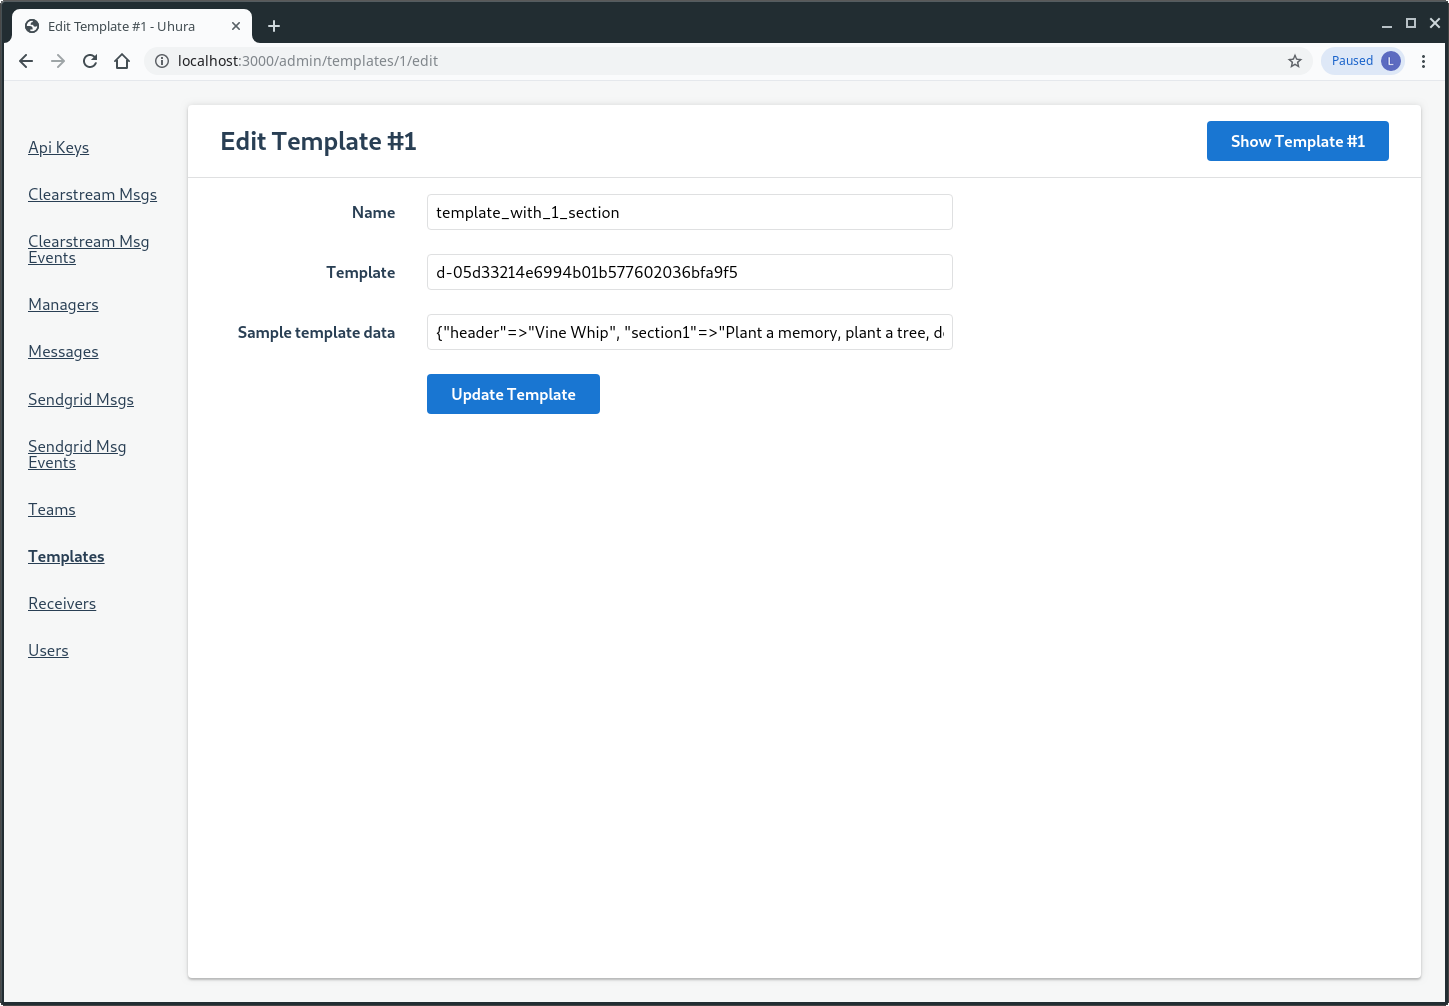 Edit Template #1 - Uhura
localhost:3000/admin/templates/1/edit
Paused
L
Api Keys
Clearstream Msgs
Clearstream Msg
Events
Managers
Messages
Sendgrid Msgs
Sendgrid Msg
Events
Teams
Templates
Receivers
Users
Edit Template #1
Show Template #1
Name
template_with_1_section
Template
d-05d33214e6994b01b577602036bfa9f5
Sample template data
{"header"=>"Vine Whip", "section1"=>"Plant a memory, plant a tree, d
Update Template